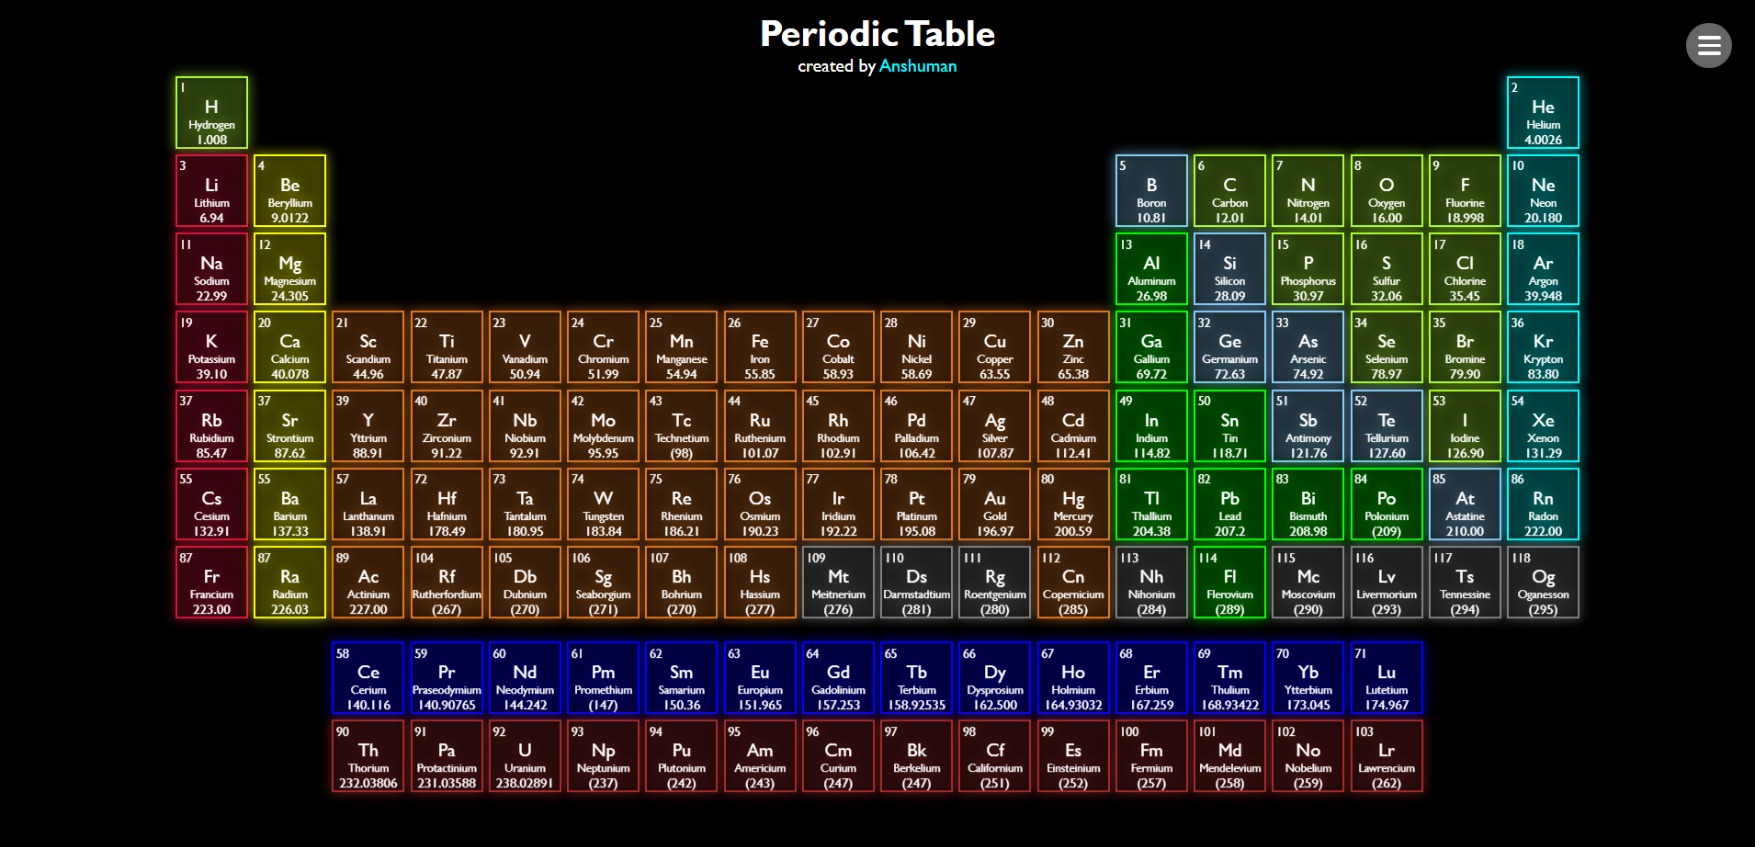 Periodic Table
created by Anshuman
1 H Hydrogen 1.008
2 He Helium 4.0026
3 Li Lithium 6.94
4 Be Beryllium 9.0122
5 B Boron 10.81
6 C Carbon 12.01
7 N Nitrogen 14.01
8 O Oxygen 16.00
9 F Fluorine 18.998
10 Ne Neon 20.180
11 Na Sodium 22.99
12 Mg Magnesium 24.305
13 Al Aluminum 26.98
14 Si Silicon 28.09
15 P Phosphorus 30.97
16 S Sulfur 32.06
17 Cl Chlorine 35.45
18 Ar Argon 39.948
19 K Potassium 39.10
20 Ca Calcium 40.078
21 Sc Scandium 44.96
22 Ti Titanium 47.87
23 V Vanadium 50.94
24 Cr Chromium 51.99
25 Mn Manganese 54.94
26 Fe Iron 55.85
27 Co Cobalt 58.93
28 Ni Nickel 58.69
29 Cu Copper 63.55
30 Zn Zinc 65.38
31 Ga Gallium 69.72
32 Ge Germanium 72.63
33 As Arsenic 74.92
34 Se Selenium 78.97
35 Br Bromine 79.90
36 Kr Krypton 83.80
37 Rb Rubidium 85.47
37 Sr Strontium 87.62
39 Y Yttrium 88.91
40 Zr Zirconium 91.22
41 Nb Niobium 92.91
42 Mo Molybdenum 95.95
43 Tc Technetium (98)
44 Ru Ruthenium 101.07
45 Rh Rhodium 102.91
46 Pd Palladium 106.42
47 Ag Silver 107.87
48 Cd Cadmium 112.41
49 In Indium 114.82
50 Sn Tin 118.71
51 Sb Antimony 121.76
52 Te Tellurium 127.60
53 I Iodine 126.90
54 Xe Xenon 131.29
55 Cs Cesium 132.91
55 Ba Barium 137.33
57 La Lanthanum 138.91
72 Hf Hafnium 178.49
73 Ta Tantalum 180.95
74 W Tungsten 183.84
75 Re Rhenium 186.21
76 Os Osmium 190.23
77 Ir Iridium 192.22
78 Pt Platinum 195.08
79 Au Gold 196.97
80 Hg Mercury 200.59
81 Tl Thallium 204.38
82 Pb Lead 207.2
83 Bi Bismuth 208.98
84 Po Polonium (209)
85 At Astatine 210.00
86 Rn Radon 222.00
87 Fr Francium 223.00
87 Ra Radium 226.03
89 Ac Actinium 227.00
104 Rf Rutherfordium (267)
105 Db Dubnium (270)
106 Sg Seaborgium (271)
107 Bh Bohrium (270)
108 Hs Hassium (277)
109 Mt Meitnerium (276)
110 Ds Darmstadtium (281)
111 Rg Roentgenium (280)
112 Cn Copernicium (285)
113 Nh Nihonium (284)
114 Fl Flerovium (289)
115 Mc Moscovium (290)
116 Lv Livermorium (293)
117 Ts Tennessine (294)
118 Og Oganesson (295)
58 Ce Cerium 140.116
59 Pr Praseodymium 140.90765
60 Nd Neodymium 144.242
61 Pm Promethium (147)
62 Sm Samarium 150.36
63 Eu Europium 151.965
64 Gd Gadolinium 157.253
65 Tb Terbium 158.92535
66 Dy Dysprosium 162.500
67 Ho Holmium 164.93032
68 Er Erbium 167.259
69 Tm Thulium 168.93422
70 Yb Ytterbium 173.045
71 Lu Lutetium 174.967
90 Th Thorium 232.03806
91 Pa Protactinium 231.03588
92 U Uranium 238.02891
93 Np Neptunium (237)
94 Pu Plutonium (242)
95 Am Americium (243)
96 Cm Curium (247)
97 Bk Berkelium (247)
98 Cf Californium (251)
99 Es Einsteinium (252)
100 Fm Fermium (257)
101 Md Mendelevium (258)
102 No Nobelium (259)
103 Lr Lawrencium (262)